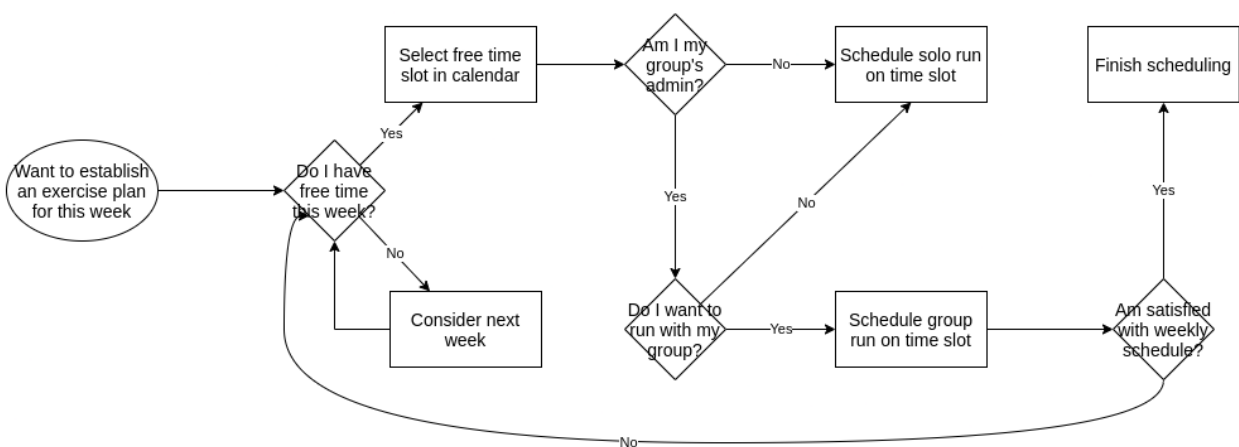 Want to establish
an exercise plan
for this week
Do I have
free time
this week?
Yes
No
Select free time
slot in calendar
Consider next
week
Am I my
group's
admin?
No
Yes
Schedule solo run
on time slot
Do I want to
run with my
group?
No
Yes
Schedule group
run on time slot
Am satisfied
with weekly
schedule?
Yes
No
Finish scheduling